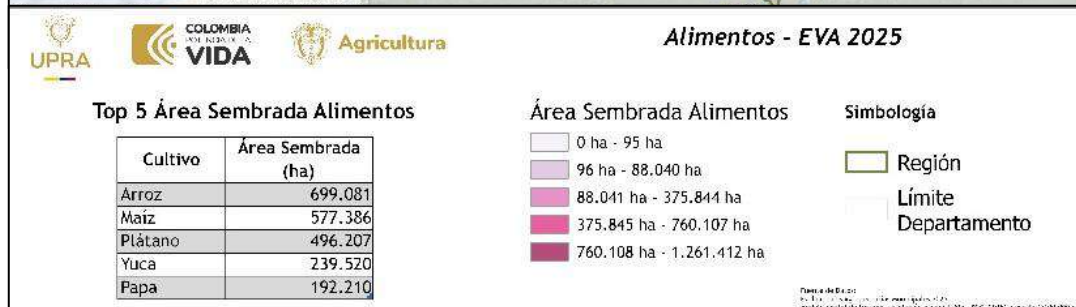 UPRA
COLOMBIA
POTENCIA DE LA
VIDA
Agricultura
Alimentos - EVA 2025
Top 5 Área Sembrada Alimentos
Cultivo Área Sembrada (ha)
Arroz 699.081
Maíz 577.386
Plátano 496.207
Yuca 239.520
Papa 192.210
Área Sembrada Alimentos
0 ha - 95 ha
96 ha - 88.040 ha
88.041 ha - 375.844 ha
375.845 ha - 760.107 ha
760.108 ha - 1.261.412 ha
Simbología
Región
Límite
Departamento